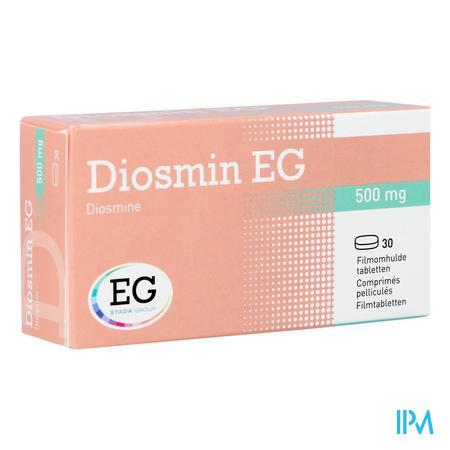 Diosmin EG
Diosmine
500 mg
30
Filmomhulde
tabletten
Comprimés
pelliculés
Filmtabletten
EG
STADA GROUP
500 mg
30
Diosmin EG
Diosmin
D
IPM